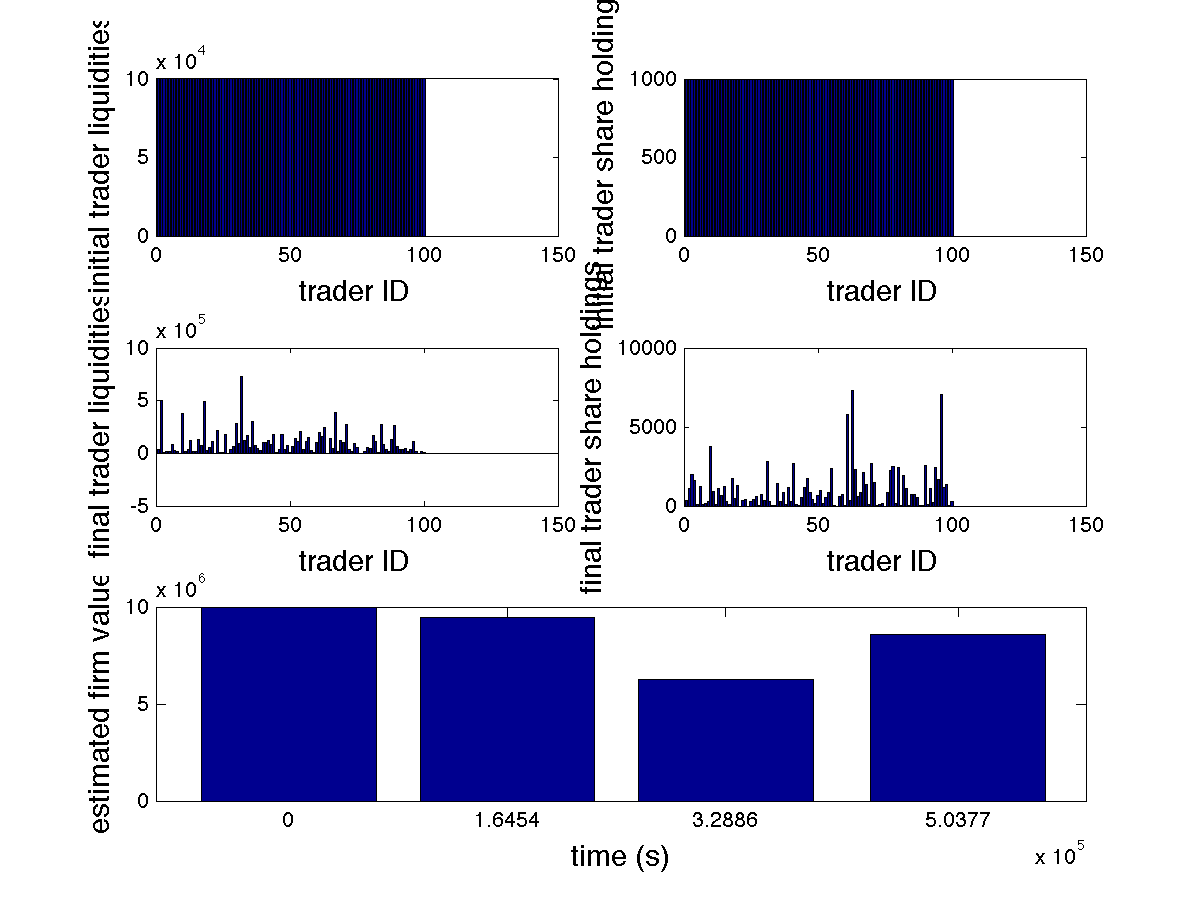 x 10^4
10
5
0
0 50 100 150
trader ID
initial trader liquidities
1000
500
0
0 50 100 150
trader ID
initial trader share holding
x 10^5
10
5
0
-5
0 50 100 150
trader ID
final trader liquidities
10000
5000
0
0 50 100 150
trader ID
final trader share holdings
x 10^6
10
5
0
0 1.6454 3.2886 5.0377
x 10^5
time (s)
estimated firm value